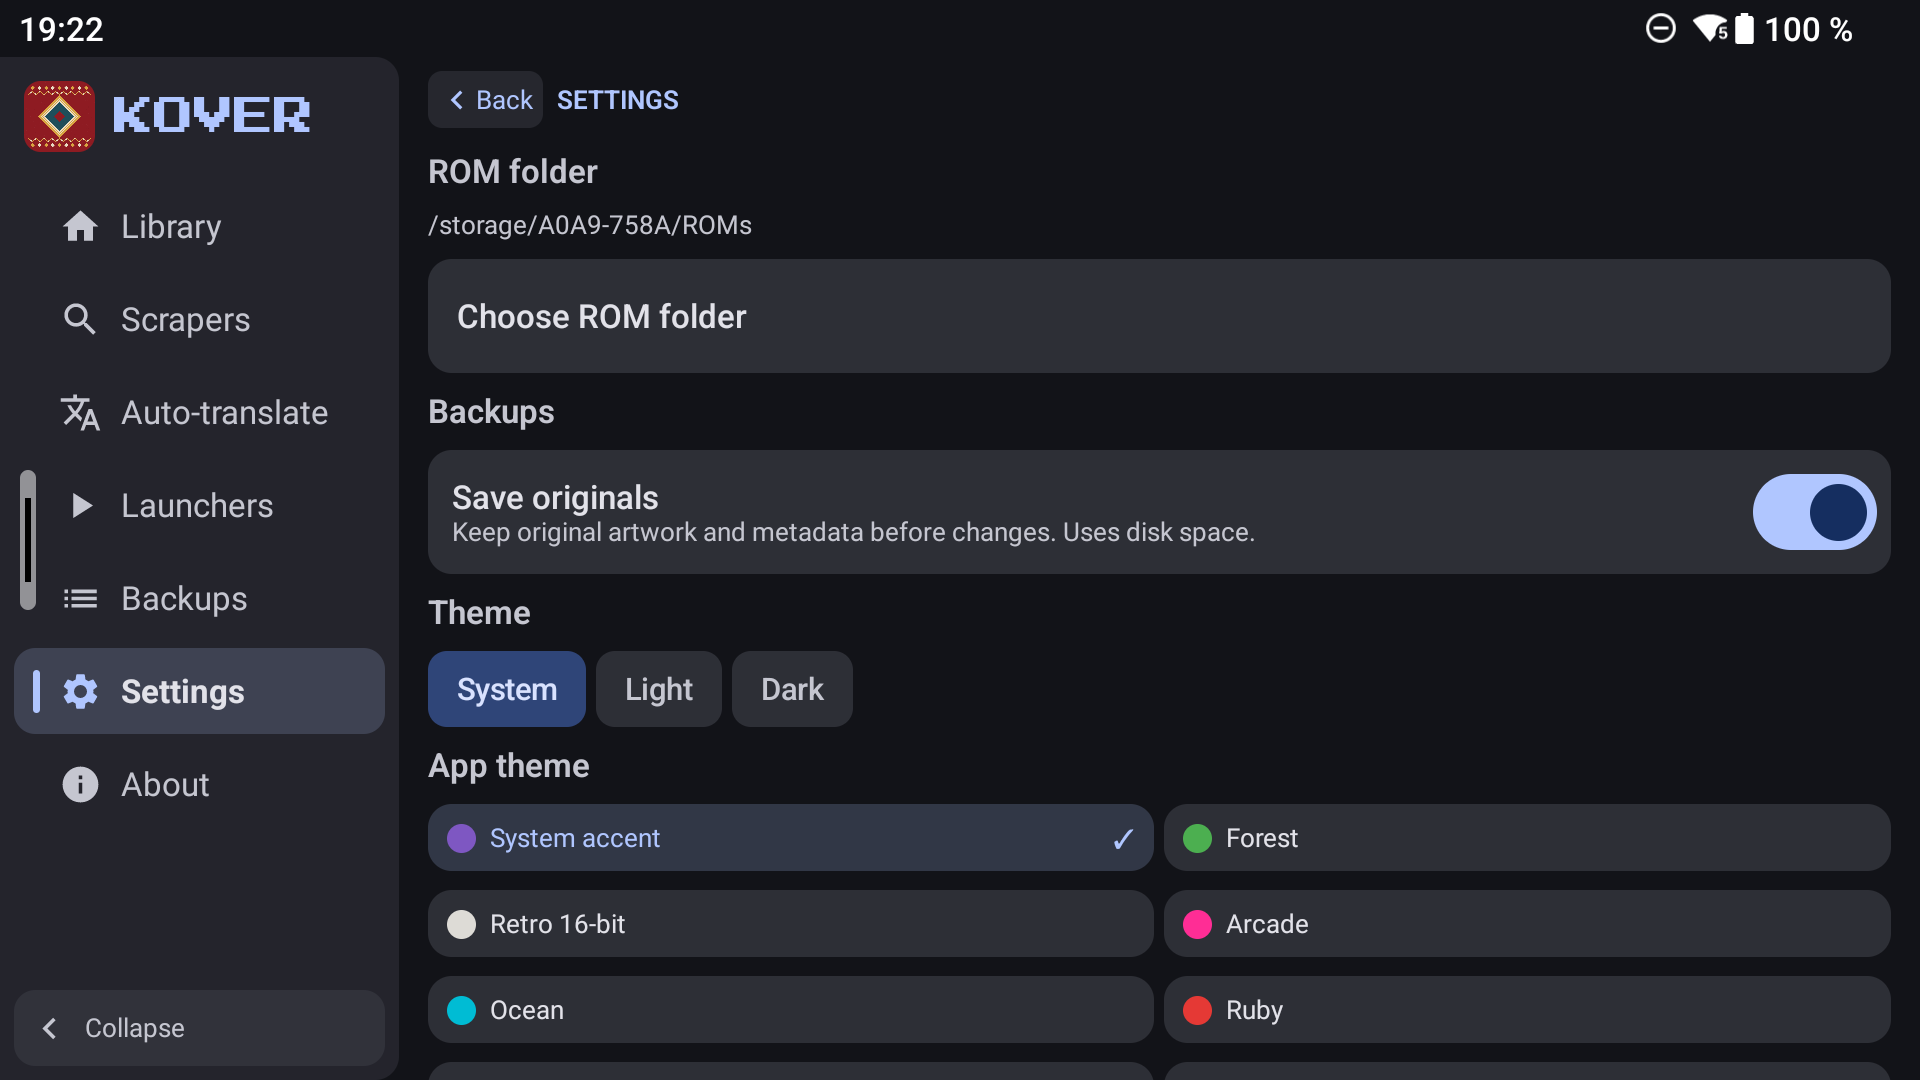 19:22
5 100 %
KOVER
Library
Scrapers
Auto-translate
Launchers
Backups
Settings
About
Collapse
Back SETTINGS
ROM folder
/storage/A0A9-758A/ROMs
Choose ROM folder
Backups
Save originals
Keep original artwork and metadata before changes. Uses disk space.
Theme
System Light Dark
App theme
System accent
Forest
Retro 16-bit
Arcade
Ocean
Ruby